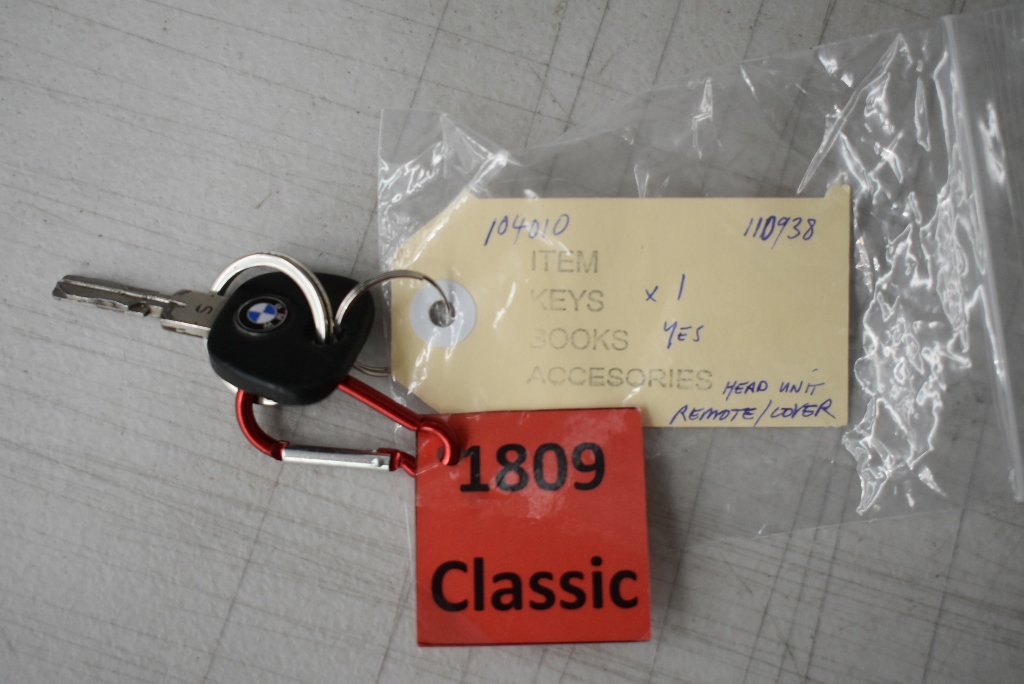 104010 110938
ITEM
KEYS x 1
BOOKS YES
ACCESORIES HEAD UNIT
REMOTE/COVER
S
1809
Classic